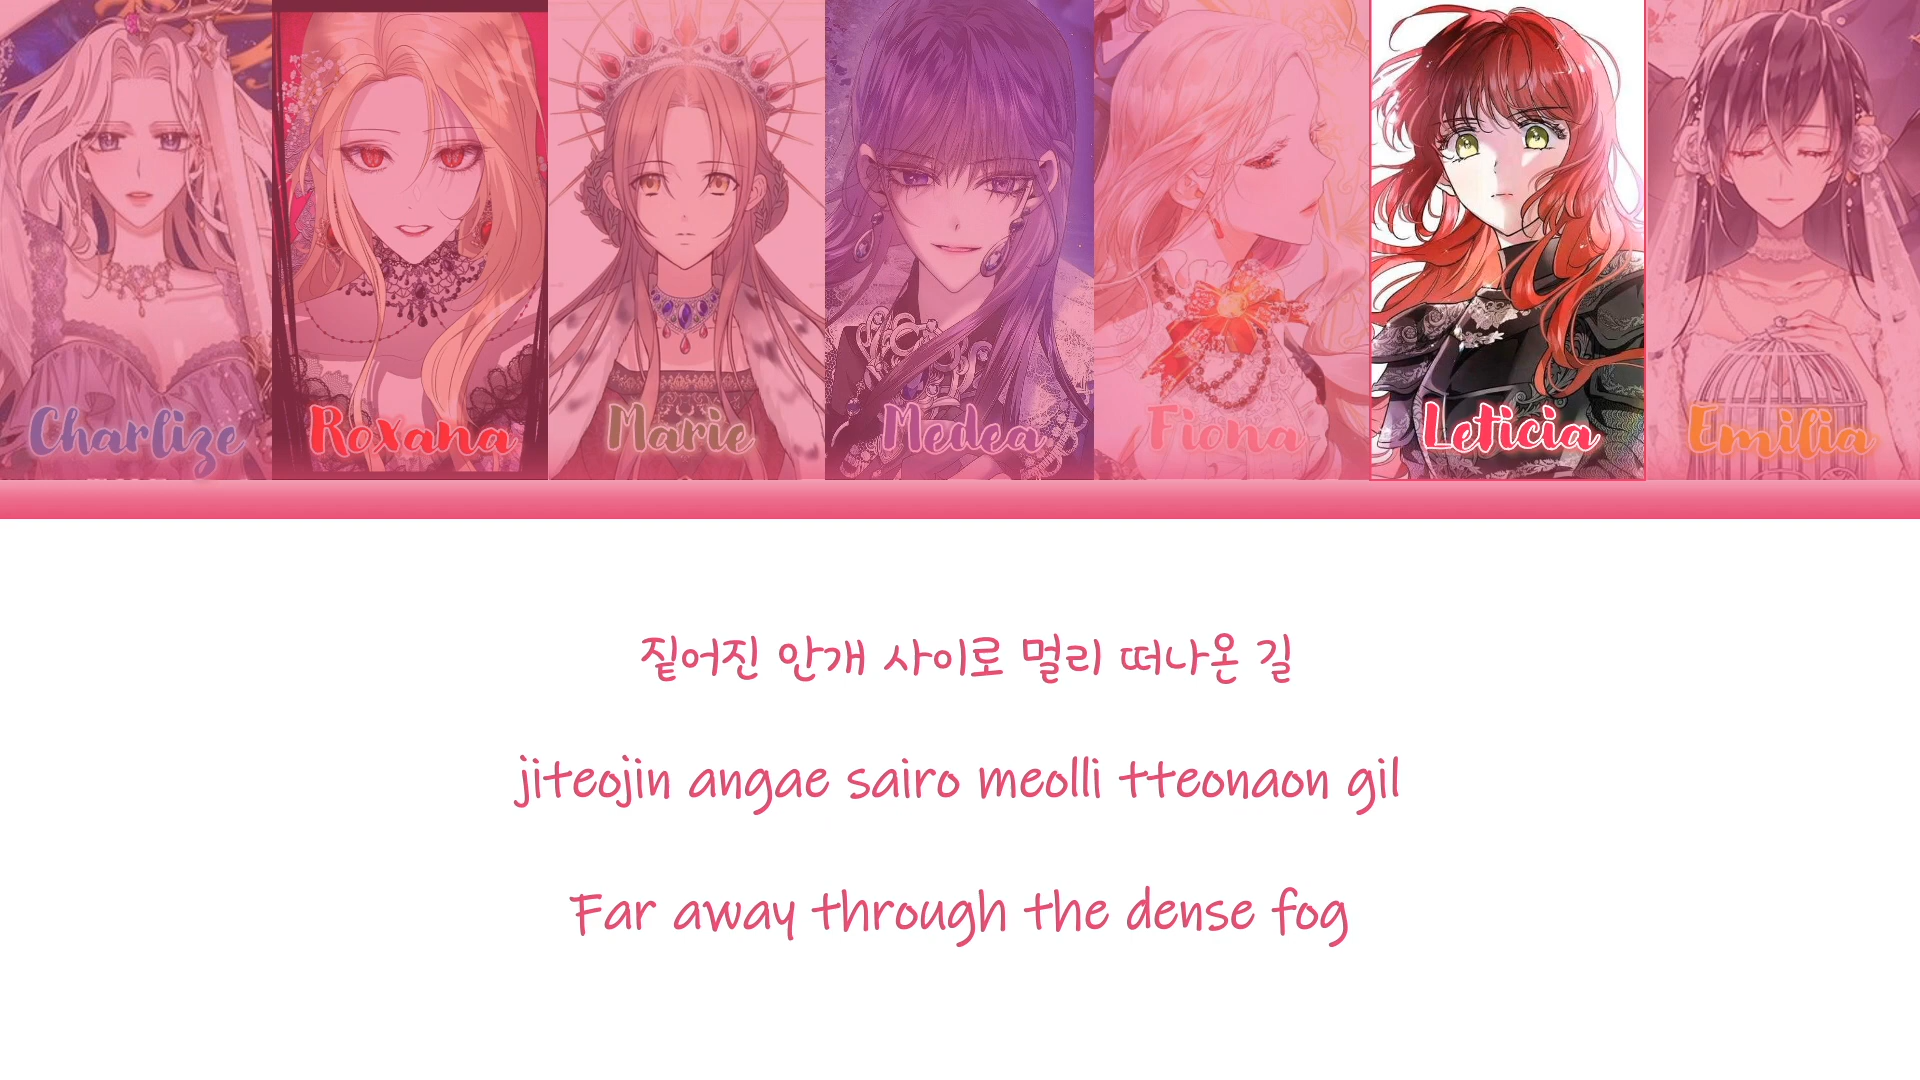 Charlize Roxana Marie Medea Fiona Leticia Emilia
짙어진 안개 사이로 멀리 떠나온 길
jiteojin angae sairo meolli tteonaon gil
Far away through the dense fog